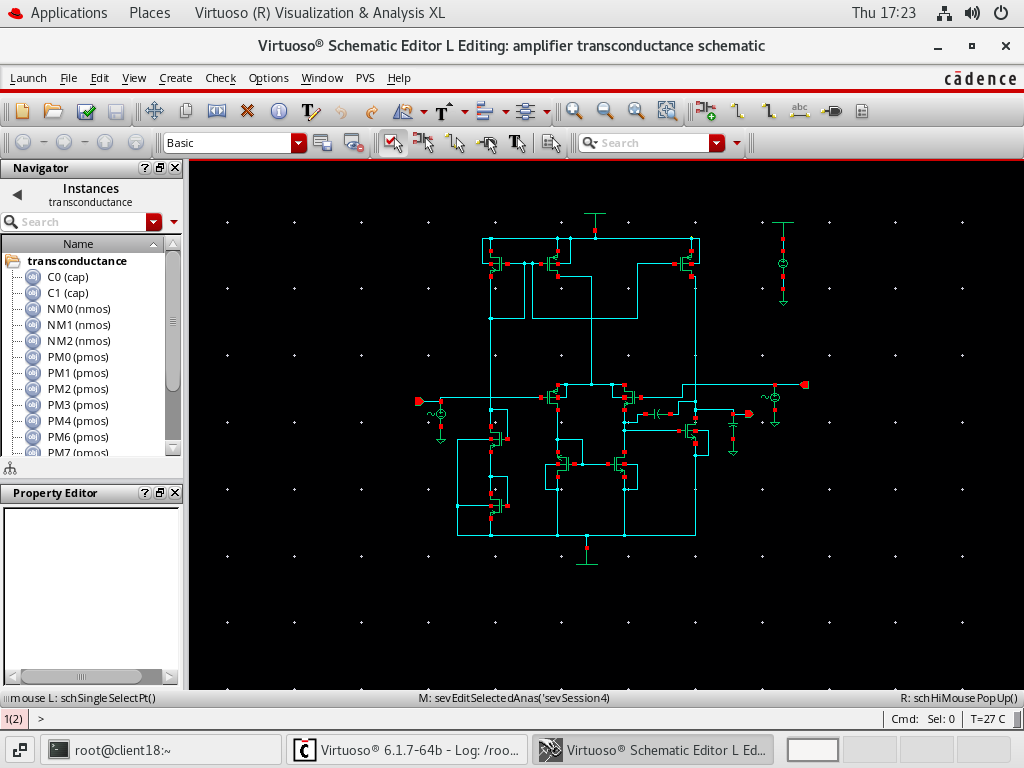 Applications Places Virtuoso (R) Visualization & Analysis XL Thu 17:23
Virtuoso® Schematic Editor L Editing: amplifier transconductance schematic
Launch File Edit View Create Check Options Window PVS Help cādence
abc
Basic Search
Navigator
Instances
transconductance
Search
Name
transconductance
C0 (cap)
C1 (cap)
NM0 (nmos)
NM1 (nmos)
NM2 (nmos)
PM0 (pmos)
PM1 (pmos)
PM2 (pmos)
PM3 (pmos)
PM4 (pmos)
PM6 (pmos)
PM7 (pmos)
Property Editor
mouse L: schSingleSelectPt() M: sevEditSelectedAnas('sevSession4) R: schHiMousePopUp()
1(2) > Cmd: Sel: 0 T=27 C
root@client18:~ Virtuoso® 6.1.7-64b - Log: /roo... Virtuoso® Schematic Editor L Ed...